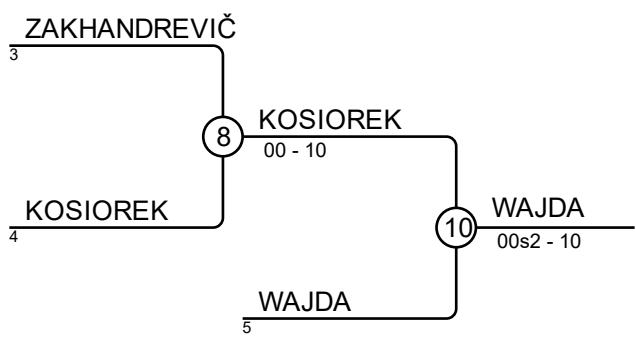 ZAKHANDREVIČ
3
8
KOSIOREK
00 - 10
KOSIOREK
4
10
WAJDA
00s2 - 10
WAJDA
5